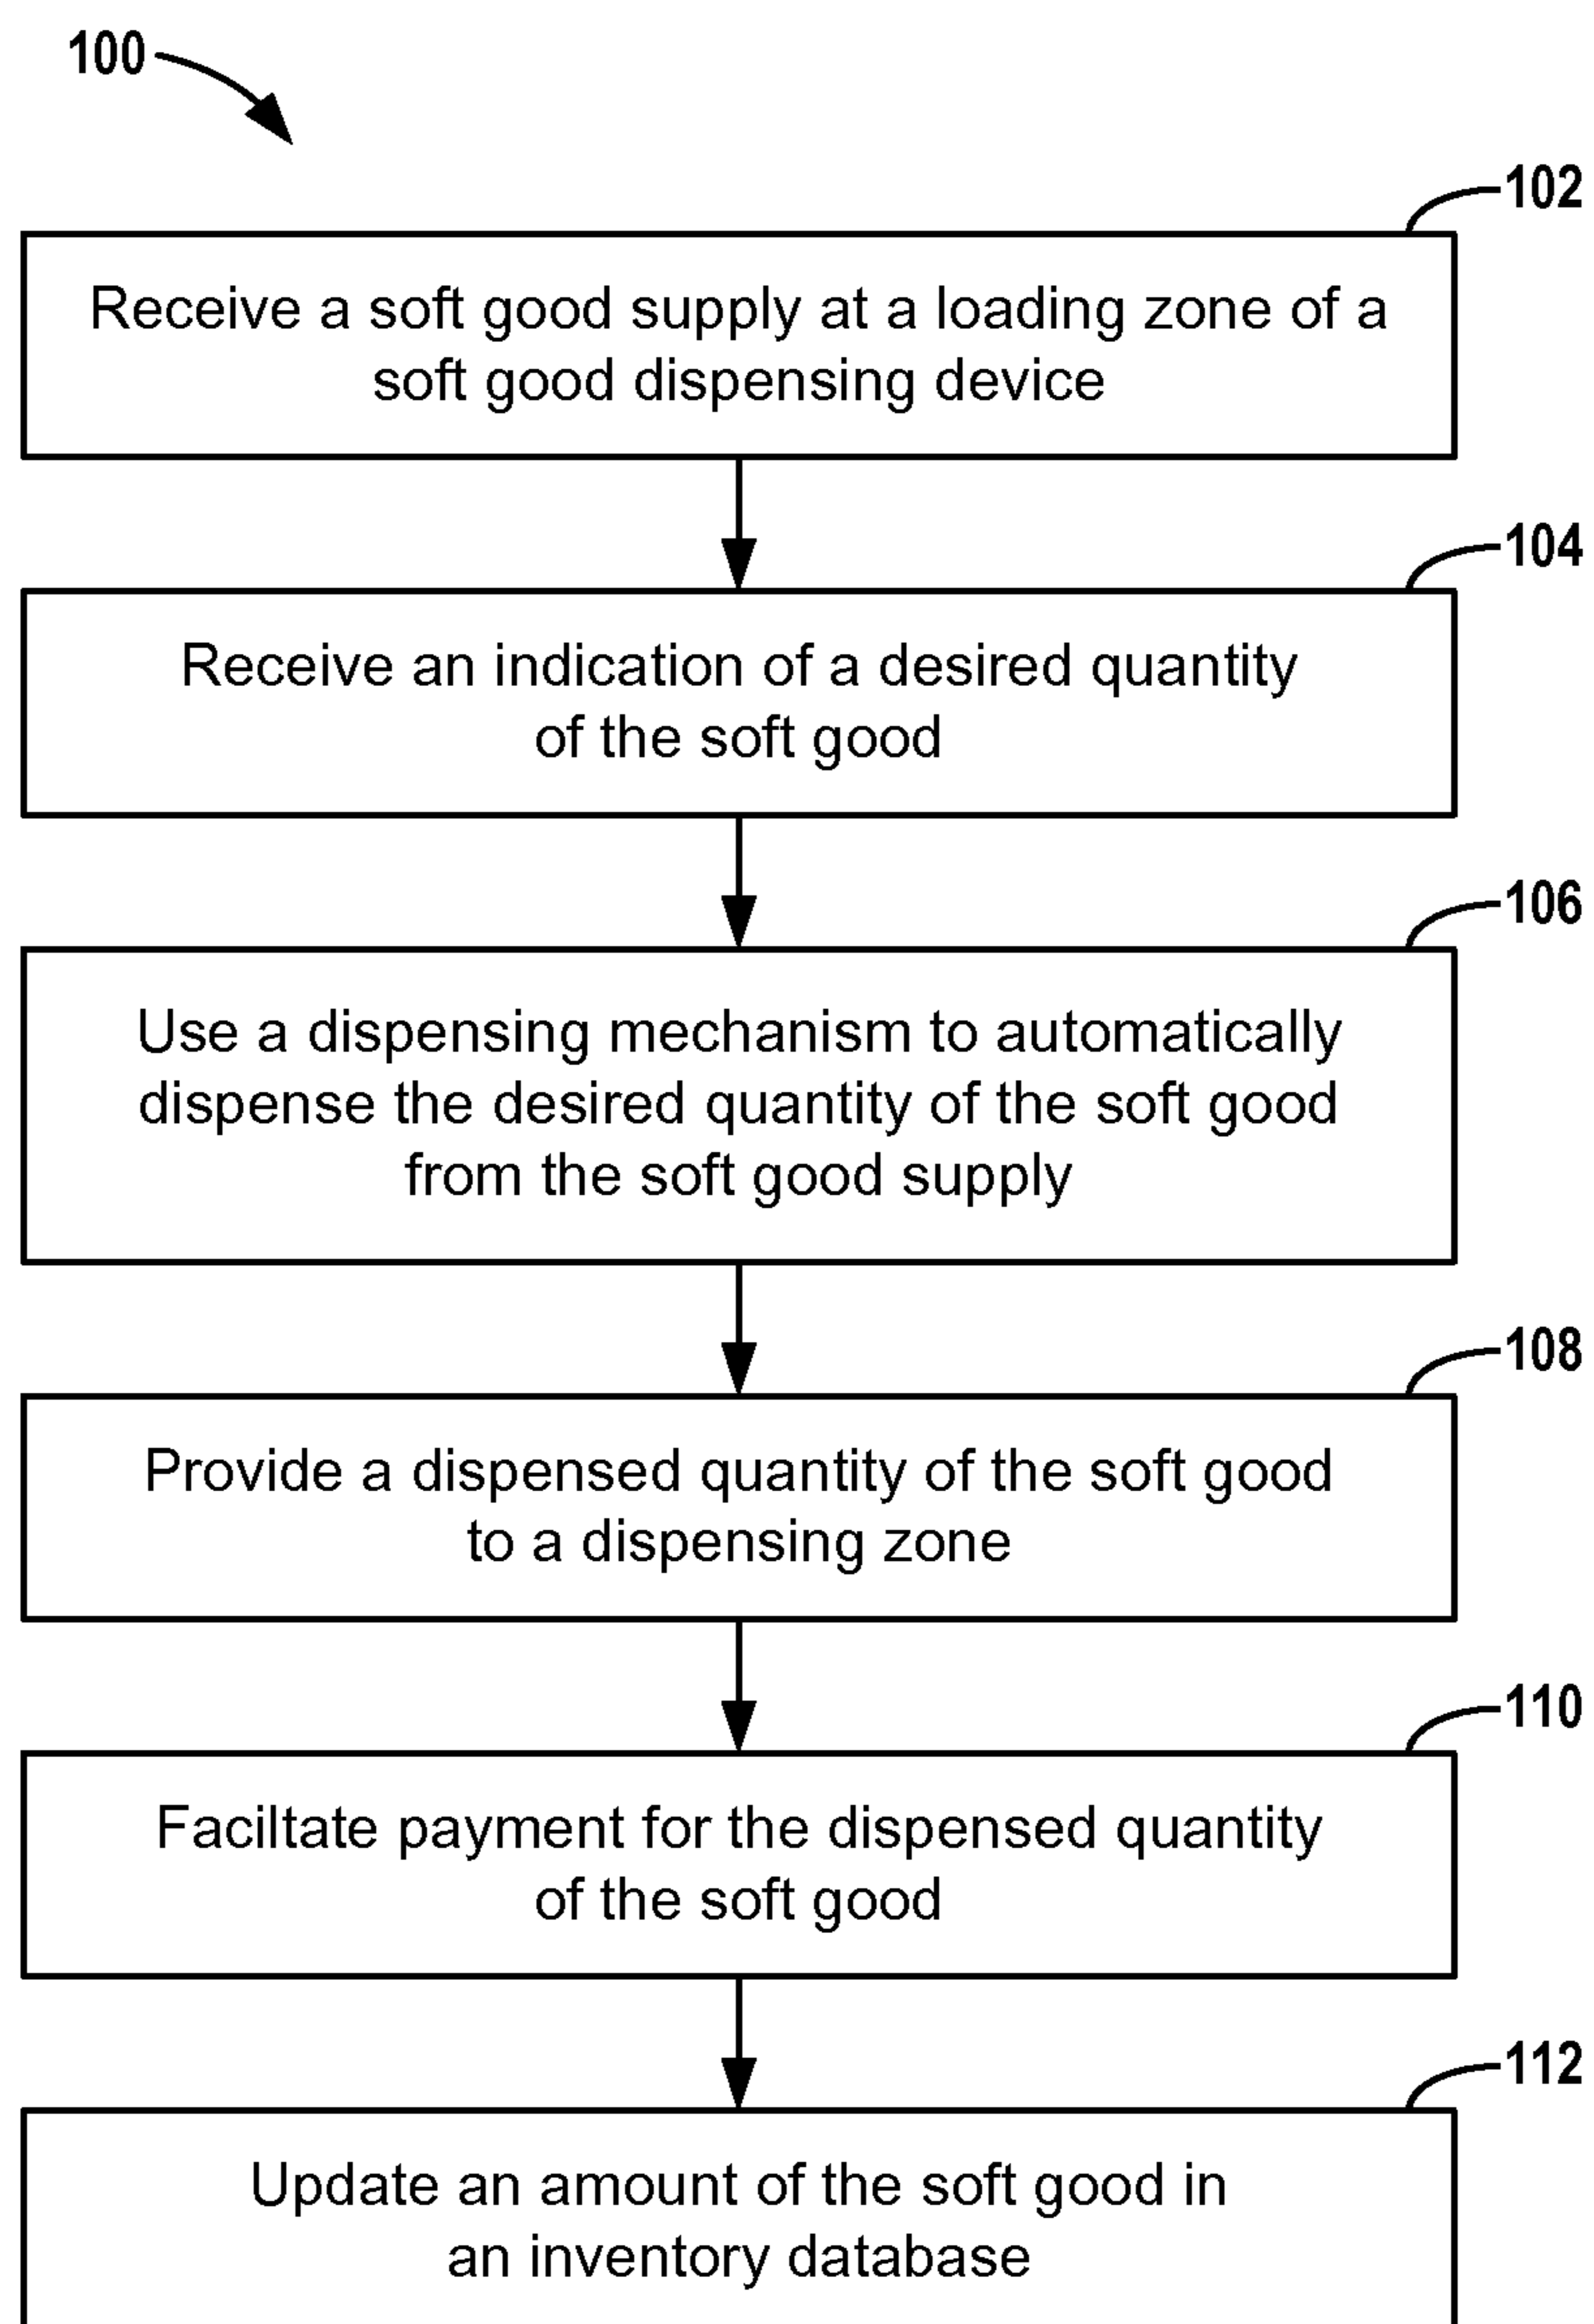 100
102
Receive a soft good supply at a loading zone of a
soft good dispensing device
104
Receive an indication of a desired quantity
of the soft good
106
Use a dispensing mechanism to automatically
dispense the desired quantity of the soft good
from the soft good supply
108
Provide a dispensed quantity of the soft good
to a dispensing zone
110
Faciltate payment for the dispensed quantity
of the soft good
112
Update an amount of the soft good in
an inventory database